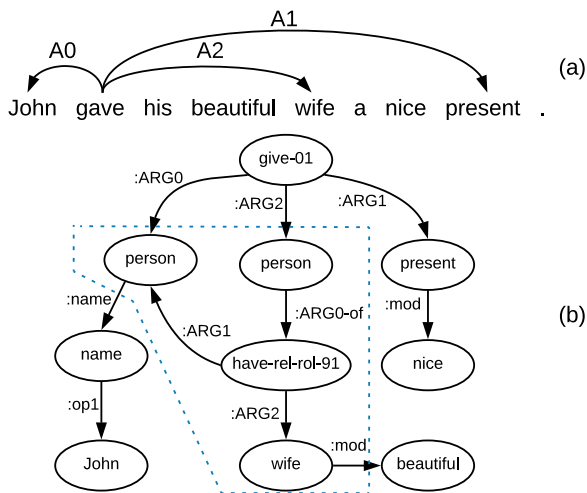 A1
A0
A2
(a)
John gave his beautiful wife a nice present .
give-01
:ARG0
:ARG2
:ARG1
person
person
present
:name
:ARG1
:ARG0-of
:mod
(b)
name
have-rel-rol-91
nice
:op1
:ARG2
John
wife
:mod
beautiful